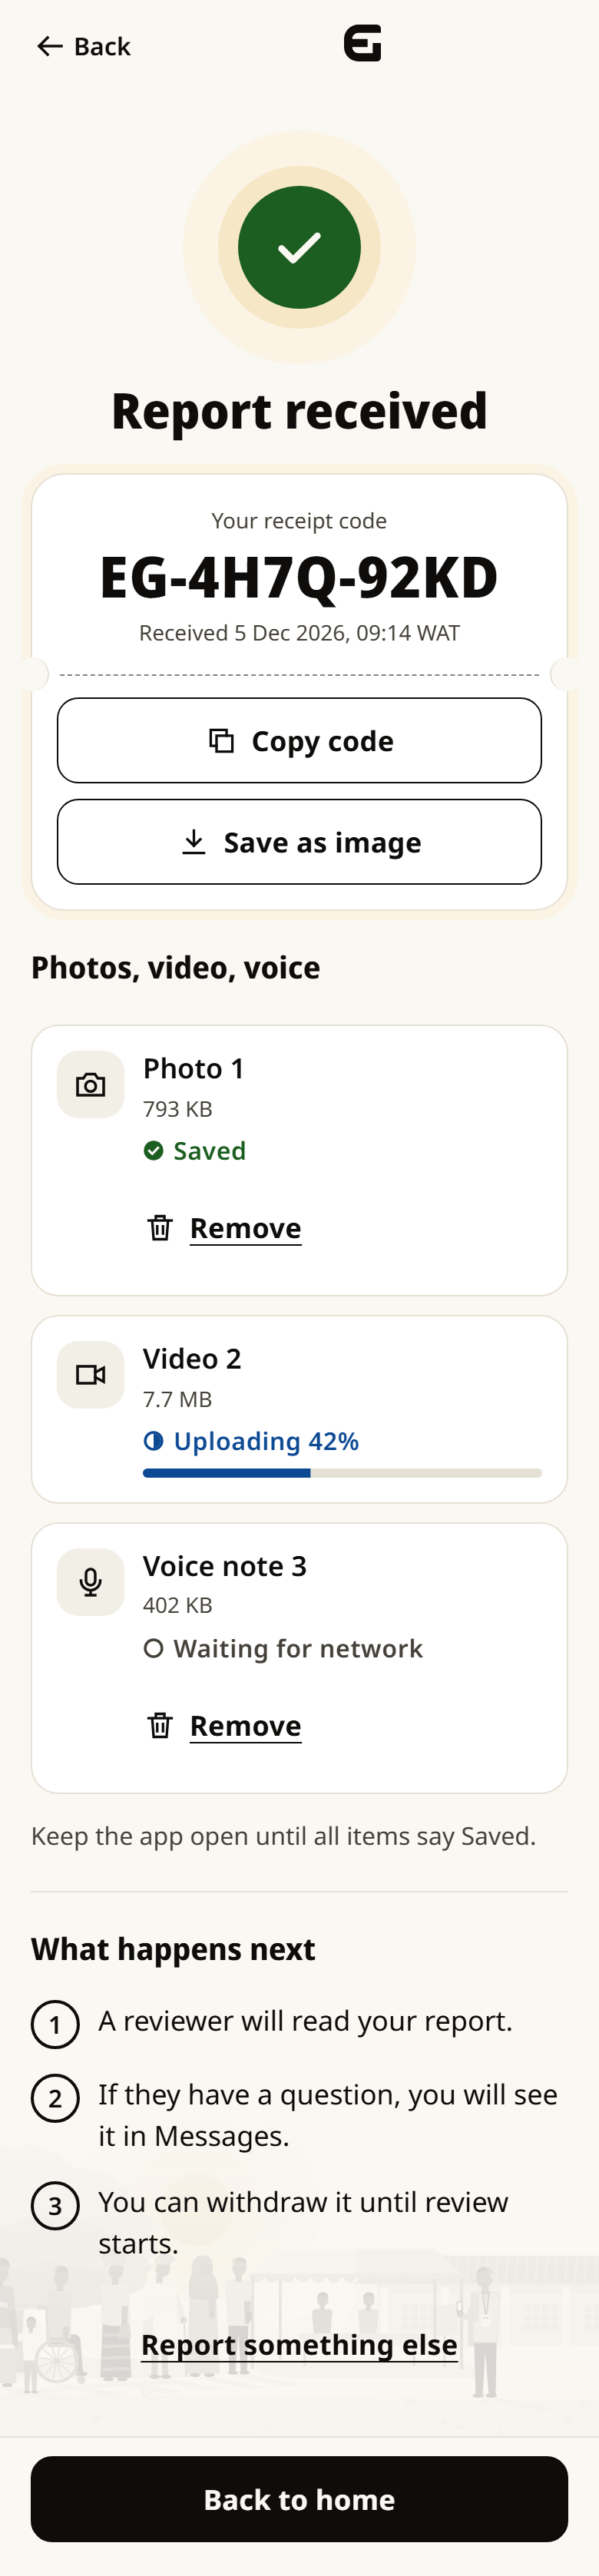 Back
EG
Report received
Your receipt code
EG-4H7Q-92KD
Received 5 Dec 2026, 09:14 WAT
Copy code
Save as image
Photos, video, voice
Photo 1
793 KB
Saved
Remove
Video 2
7.7 MB
Uploading 42%
Voice note 3
402 KB
Waiting for network
Remove
Keep the app open until all items say Saved.
What happens next
1 A reviewer will read your report.
2 If they have a question, you will see
it in Messages.
3 You can withdraw it until review
starts.
Report something else
Back to home